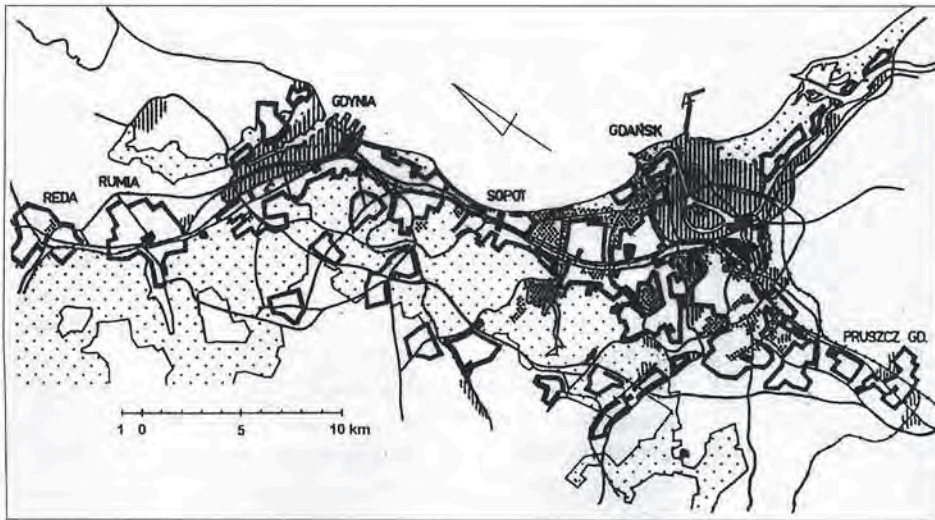 GDYNIA
GDAŃSK
REDA
RUMIA
SOPOT
PRUSZCZ GD.
1 0 5 10 km